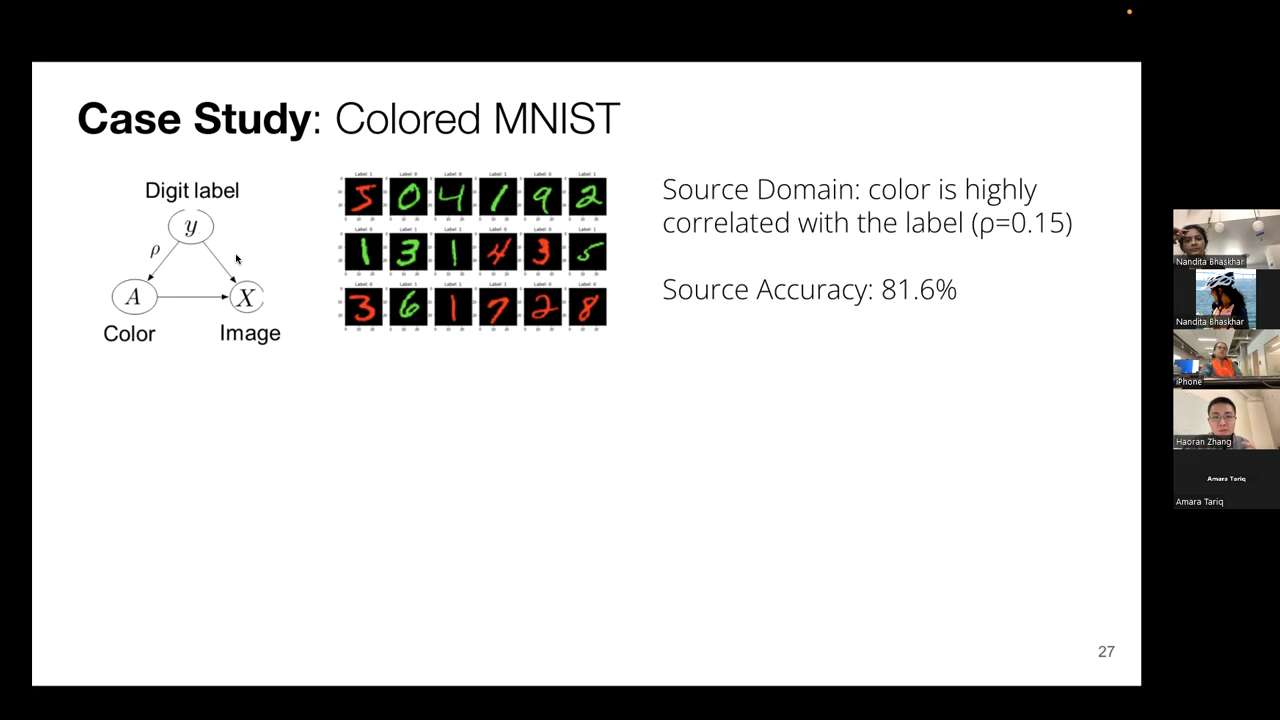 Case Study: Colored MNIST
Digit label
y
ρ
A
X
Color
Image
Source Domain: color is highly
correlated with the label (ρ=0.15)
Source Accuracy: 81.6%
27
Nandita Bhaskhar
Nandita Bhaskhar
iPhone
Haoran Zhang
Amara Tariq
Amara Tariq